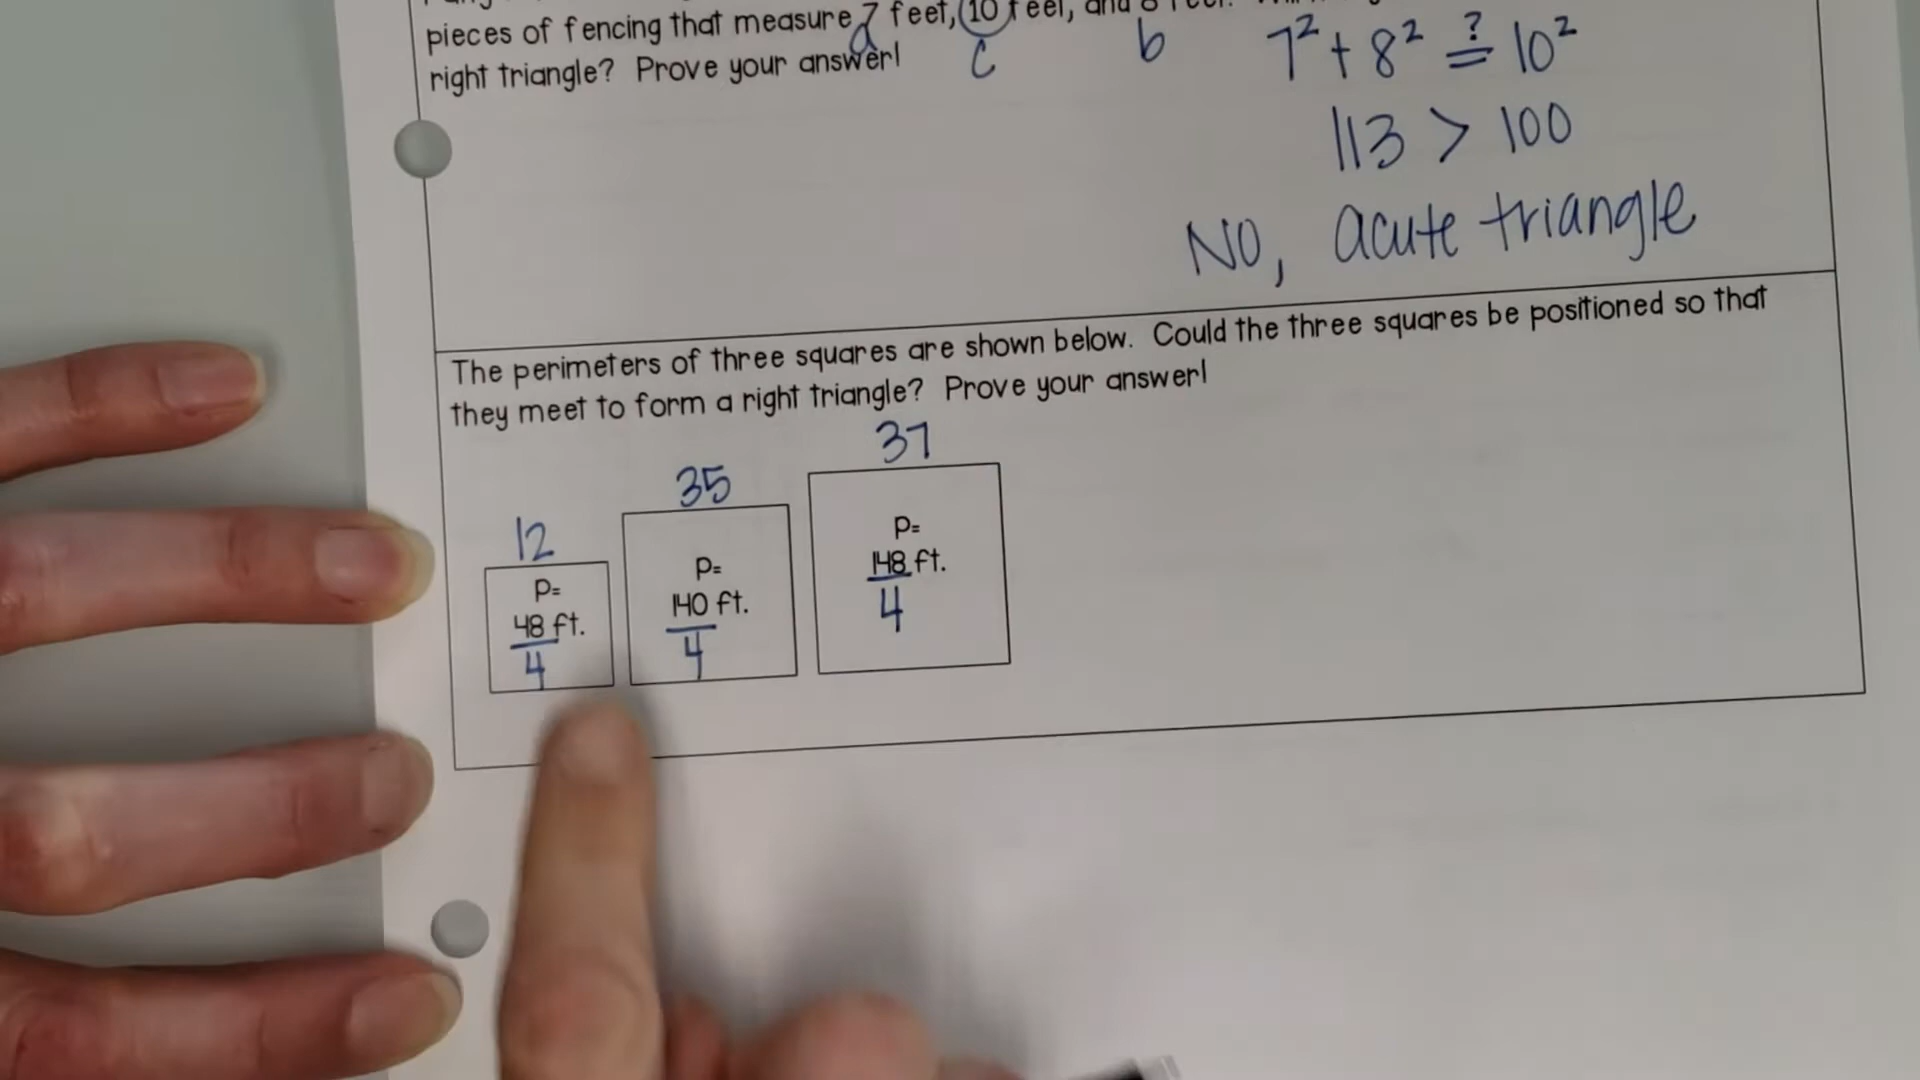 pieces of fencing that measure 7 feet, 10 feet, and 8
right triangle? Prove your answer!
a
c
b
7² + 8² ≟ 10²
113 > 100
No, acute triangle
The perimeters of three squares are shown below. Could the three squares be positioned so that
they meet to form a right triangle? Prove your answer!
12
P=
48 ft.
4
35
P=
140 ft.
4
37
P=
148 ft.
4